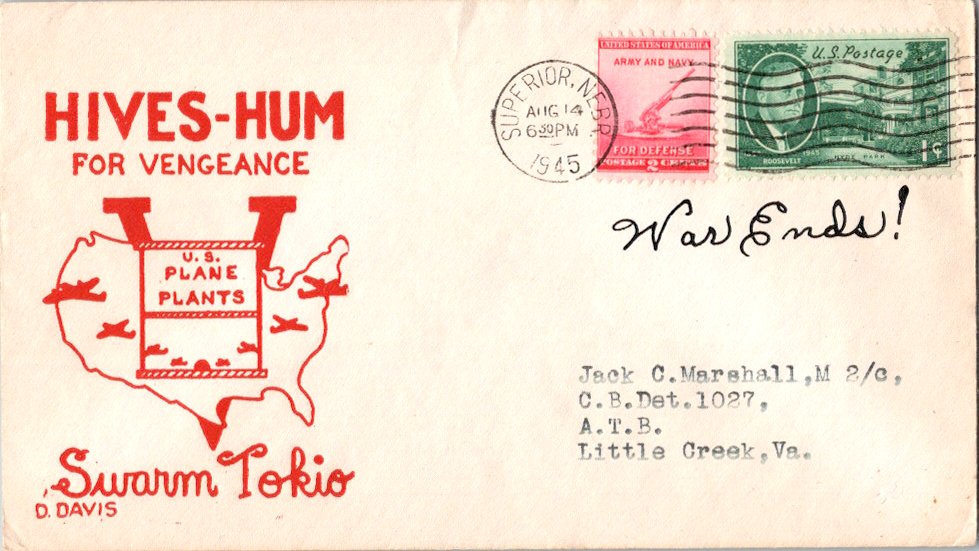 HIVES-HUM
FOR VENGEANCE
U.S.
PLANE
PLANTS
Swarm Tokio
D. DAVIS
SUPERIOR, NEBR.
AUG 14
6 30 PM
1945
UNITED STATES OF AMERICA
ARMY AND NAVY
FOR DEFENSE
POSTAGE 2 CENTS
U.S. Postage
ROOSEVELT 1945 HYDE PARK
1¢
War Ends!
Jack C.Marshall,M 2/c,
C.B.Det.1027,
A.T.B.
Little Creek,Va.